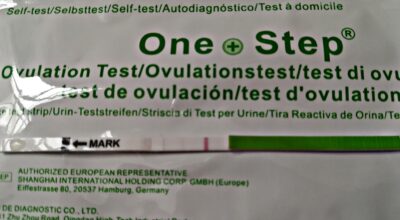 Self-test/Selbsttest/Self-test/Autodiagnóstico/Test à domicile
One Step®
Ovulation Test/Ovulationstest/test di ovu
test de ovulación/test d'ovulation
strip/Urin-Teststreifen/Striscia di Test per Urine/Tira Reactiva de Orina/Te
MARK
EP AUTHORIZED EUROPEAN REPRESENTATIVE
SHANGHAI INTERNATIONAL HOLDING CORP. GMBH (Europe)
Eiffestrasse 80, 20537 Hamburg, Germany
DE DIAGNOSTIC CO., LTD.